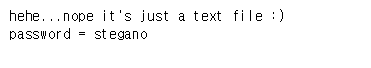 hehe...nope it's just a text file :)
password = stegano